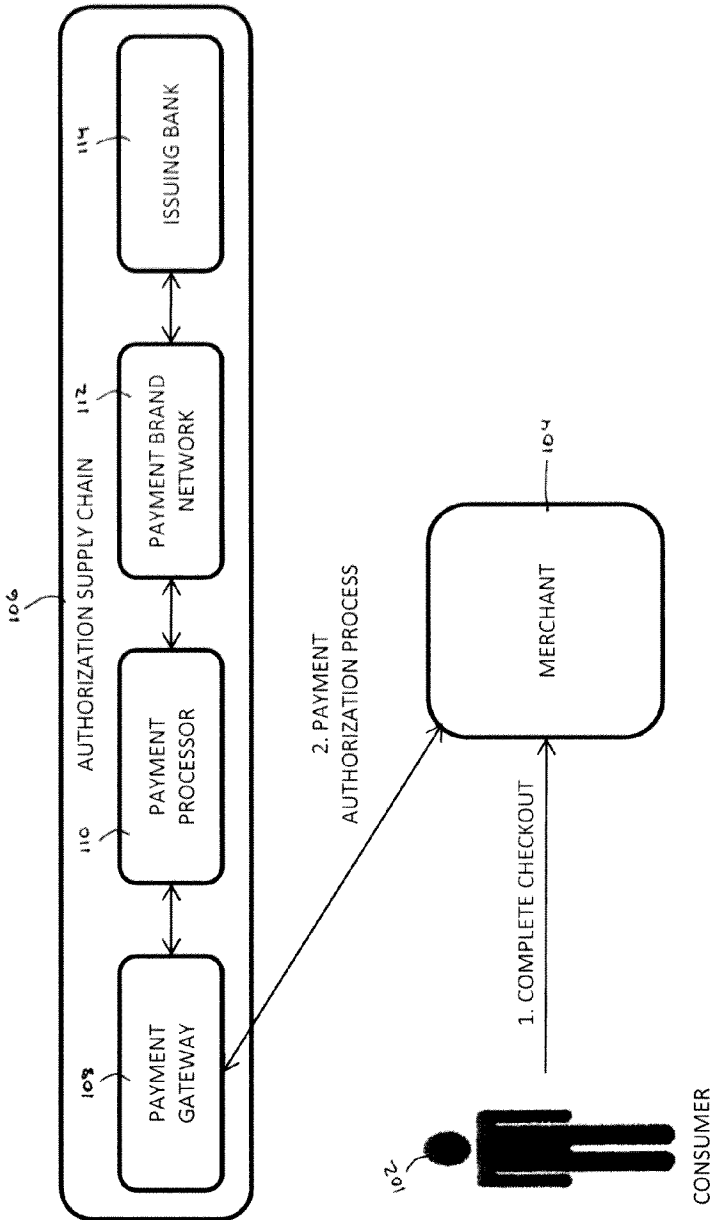 106
AUTHORIZATION SUPPLY CHAIN
108
110
112
114
PAYMENT
GATEWAY
PAYMENT
PROCESSOR
PAYMENT BRAND
NETWORK
ISSUING BANK
2. PAYMENT
AUTHORIZATION PROCESS
102
1. COMPLETE CHECKOUT
MERCHANT
104
CONSUMER